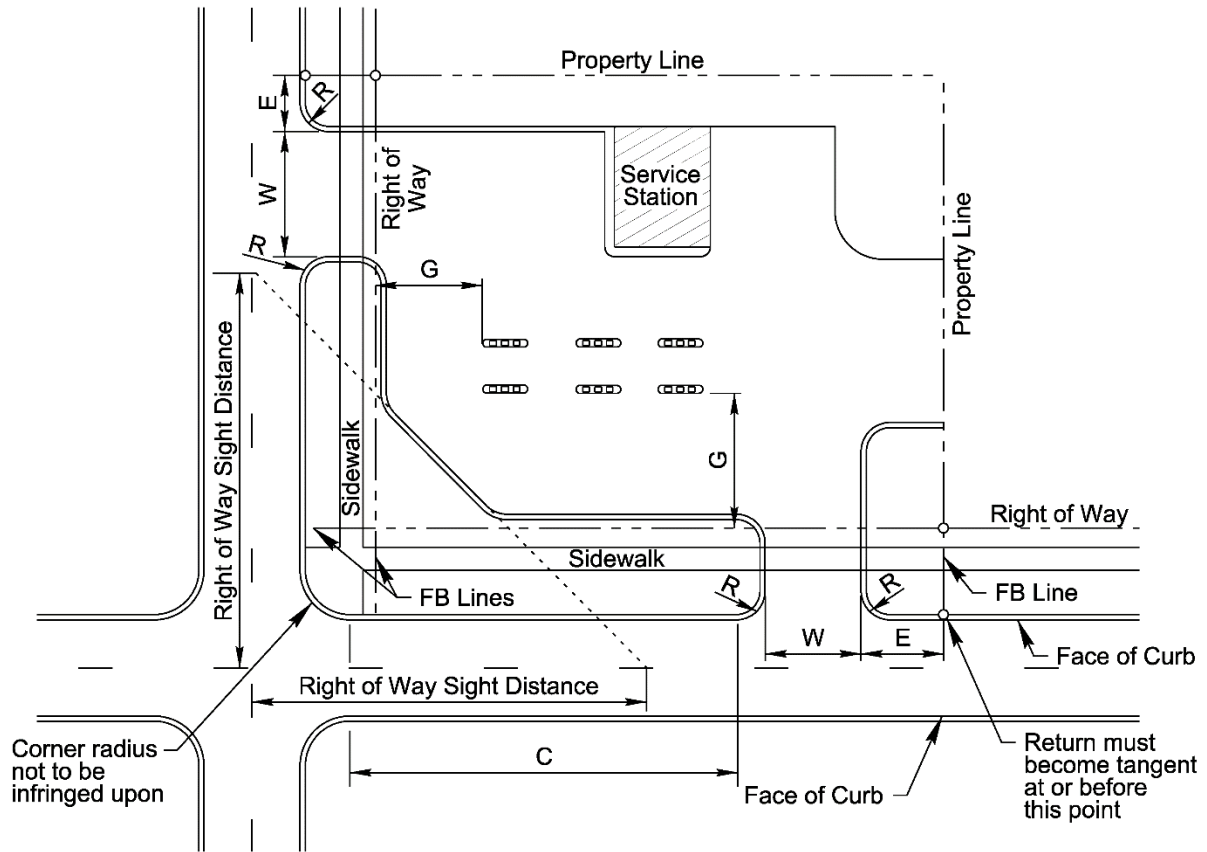 Property Line
E
R
W
Right of
Way
Service
Station
Property Line
R
G
Right of Way Sight Distance
Sidewalk
G
Right of Way
Sidewalk
R
R
FB Lines
FB Line
W
E
Face of Curb
Right of Way Sight Distance
Corner radius
not to be
infringed upon
C
Face of Curb
Return must
become tangent
at or before
this point